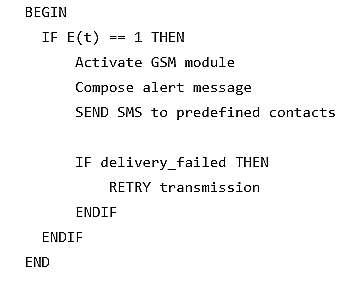 BEGIN
IF E(t) == 1 THEN
Activate GSM module
Compose alert message
SEND SMS to predefined contacts
IF delivery_failed THEN
RETRY transmission
ENDIF
ENDIF
END